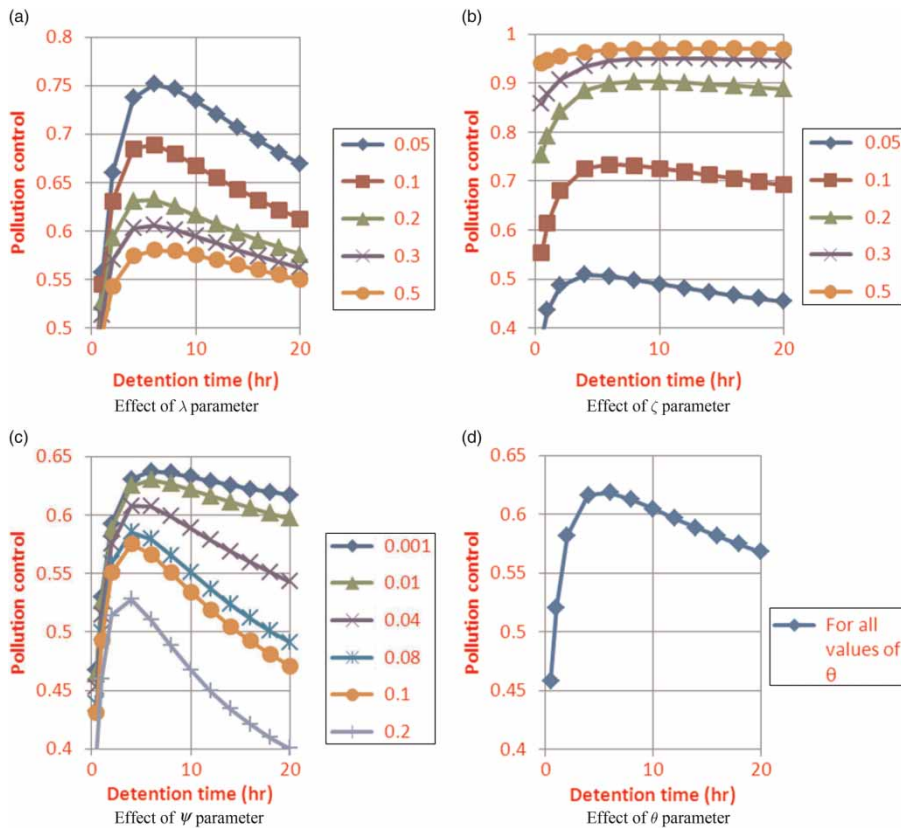 (a)
0.8
0.75
0.7
0.65
0.6
0.55
0.5
0 10 20
Pollution control
Detention time (hr)
0.05
0.1
0.2
0.3
0.5
Effect of λ parameter
(b)
1
0.9
0.8
0.7
0.6
0.5
0.4
0 10 20
Pollution control
Detention time (hr)
0.05
0.1
0.2
0.3
0.5
Effect of ζ parameter
(c)
0.65
0.6
0.55
0.5
0.45
0.4
0 10 20
Pollution control
Detention time (hr)
0.001
0.01
0.04
0.08
0.1
0.2
Effect of ψ parameter
(d)
0.65
0.6
0.55
0.5
0.45
0.4
0 10 20
Pollution control
Detention time (hr)
For all
values of
θ
Effect of θ parameter